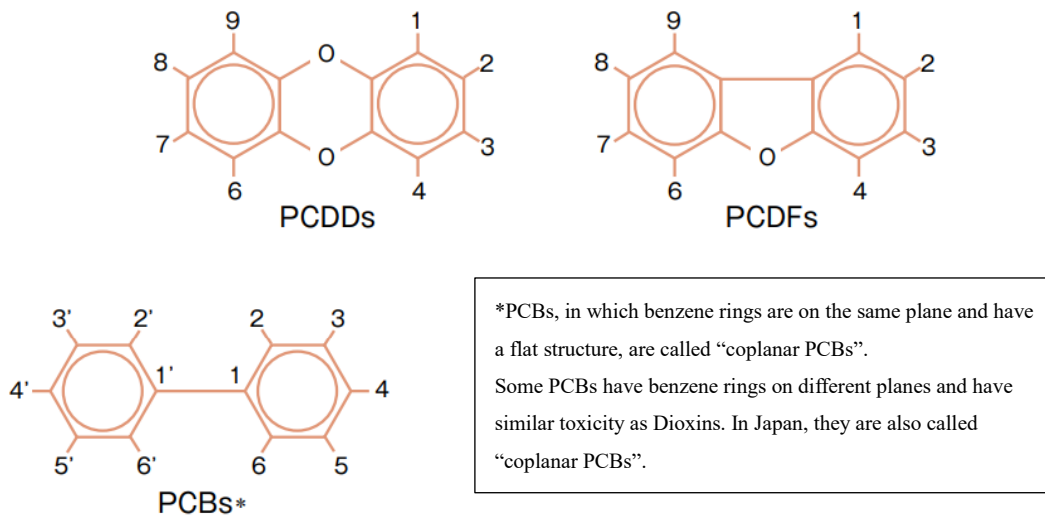 9 1
8 O 2
7 O 3
6 4
PCDDs
9 1
8 2
7 O 3
6 4
PCDFs
3' 2' 2 3
4' 1' 1 4
5' 6' 6 5
PCBs*
*PCBs, in which benzene rings are on the same plane and have
a flat structure, are called “coplanar PCBs”.
Some PCBs have benzene rings on different planes and have
similar toxicity as Dioxins. In Japan, they are also called
“coplanar PCBs”.